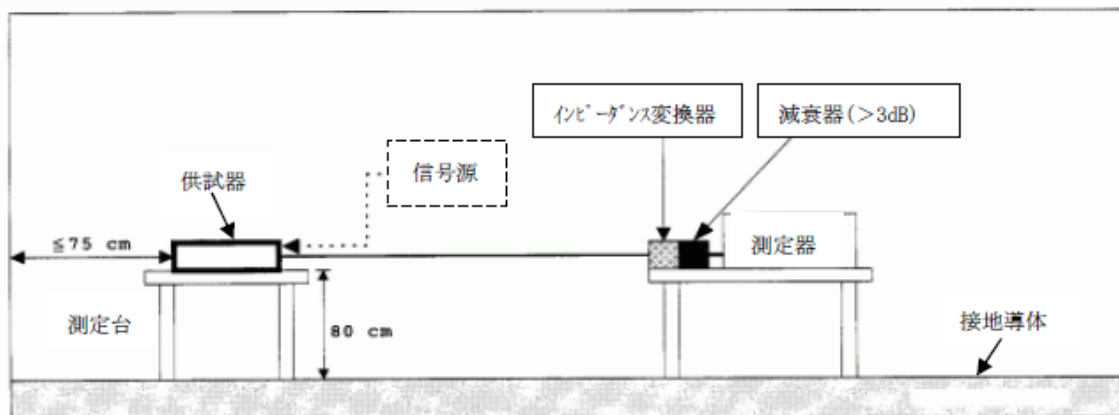 インピーダンス変換器
減衰器(>3dB)
信号源
供試器
≦75 cm
測定器
測定台
80 cm
接地導体